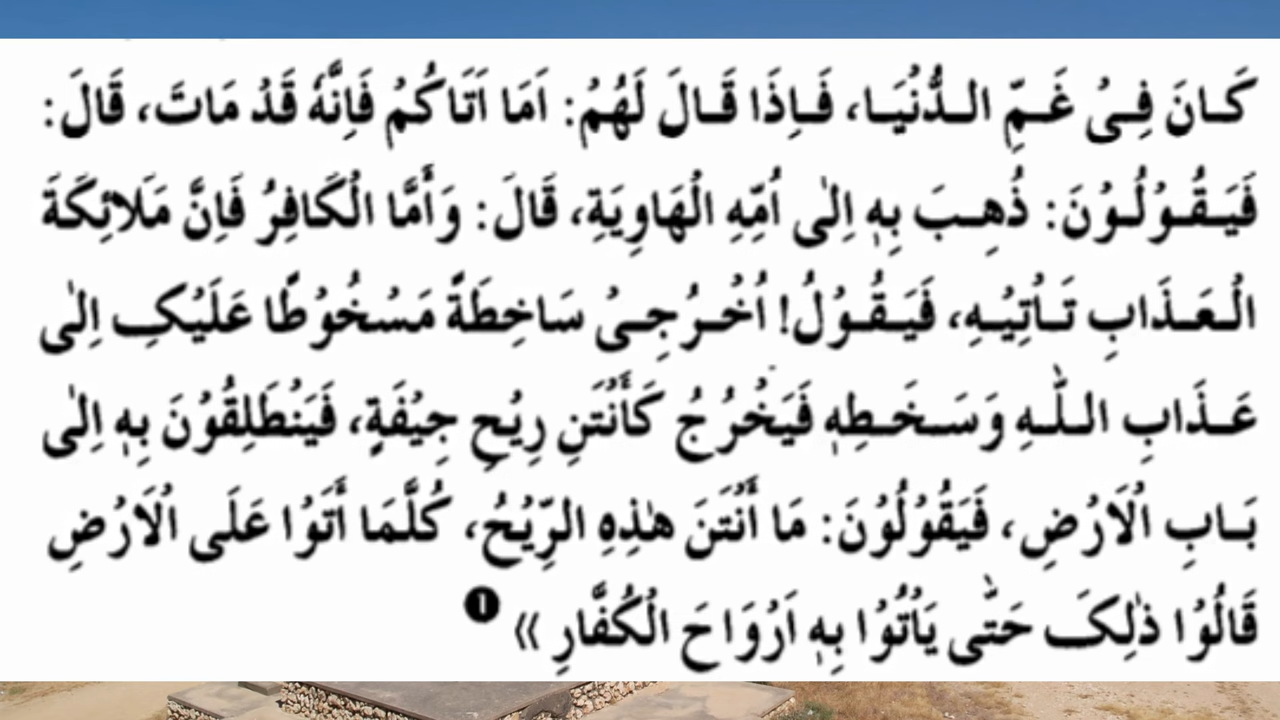 كَانَ فِىْ غَمِّ الدُّنْيَا، فَاِذَا قَالَ لَهُمْ: اَمَا اَتَاكُمْ فَاِنَّهٗ قَدْ مَاتَ، قَالَ:
فَيَقُوْلُوْنَ: ذُهِبَ بِهٖ اِلٰى اُمِّهِ الْهَاوِيَةِ، قَالَ: وَأَمَّا الْكَافِرُ فَاِنَّ مَلَائِكَةَ
الْعَذَابِ تَأْتِيْهِ، فَيَقُوْلُ! اُخْرُجِىْ سَاخِطَةً مَسْخُوْطًا عَلَيْكِ اِلٰى
عَذَابِ اللّٰهِ وَسَخَطِهٖ فَيَخْرُجُ كَأَنْتَنِ رِيْحِ جِيْفَةٍ، فَيَنْطَلِقُوْنَ بِهٖ اِلٰى
بَابِ الْاَرْضِ، فَيَقُوْلُوْنَ: مَا أَنْتَنَ هٰذِهِ الرِّيْحُ، كُلَّمَا أَتَوْا عَلَى الْاَرْضِ
قَالُوْا ذٰلِكَ حَتّٰى يَأْتُوْا بِهٖ اَرْوَاحَ الْكُفَّارِ» ❶